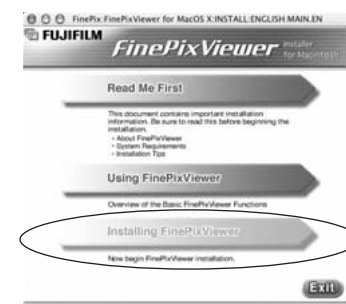 FinePix:FinePixViewer for MacOS X:INSTALL:ENGLISH:MAIN.EN
FUJIFILM
FinePixViewer Installer
for Macintosh
Read Me First
This document contains important installation
information. Be sure to read this before beginning the
installation.
- About FinePixViewer
- System Requirements
- Installation Tips
Using FinePixViewer
Overview of the Basic FinePixViewer Functions
Installing FinePixViewer
Now begin FinePixViewer installation.
Exit